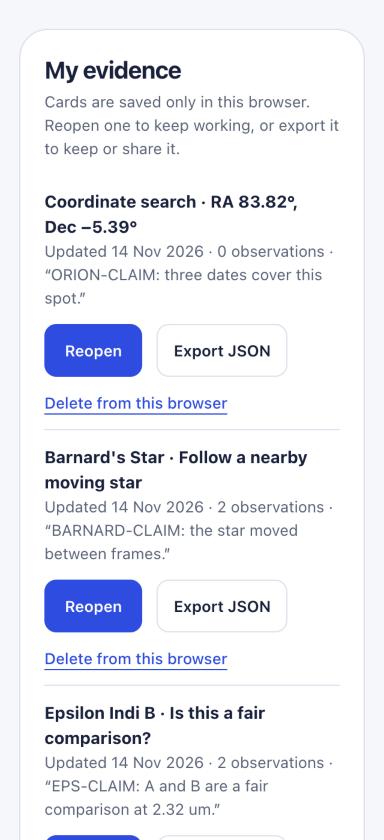 My evidence
Cards are saved only in this browser.
Reopen one to keep working, or export it
to keep or share it.
Coordinate search · RA 83.82°,
Dec −5.39°
Updated 14 Nov 2026 · 0 observations ·
“ORION-CLAIM: three dates cover this
spot.”
Reopen
Export JSON
Delete from this browser
Barnard's Star · Follow a nearby
moving star
Updated 14 Nov 2026 · 2 observations ·
“BARNARD-CLAIM: the star moved
between frames.”
Reopen
Export JSON
Delete from this browser
Epsilon Indi B · Is this a fair
comparison?
Updated 14 Nov 2026 · 2 observations ·
“EPS-CLAIM: A and B are a fair
comparison at 2.32 um.”